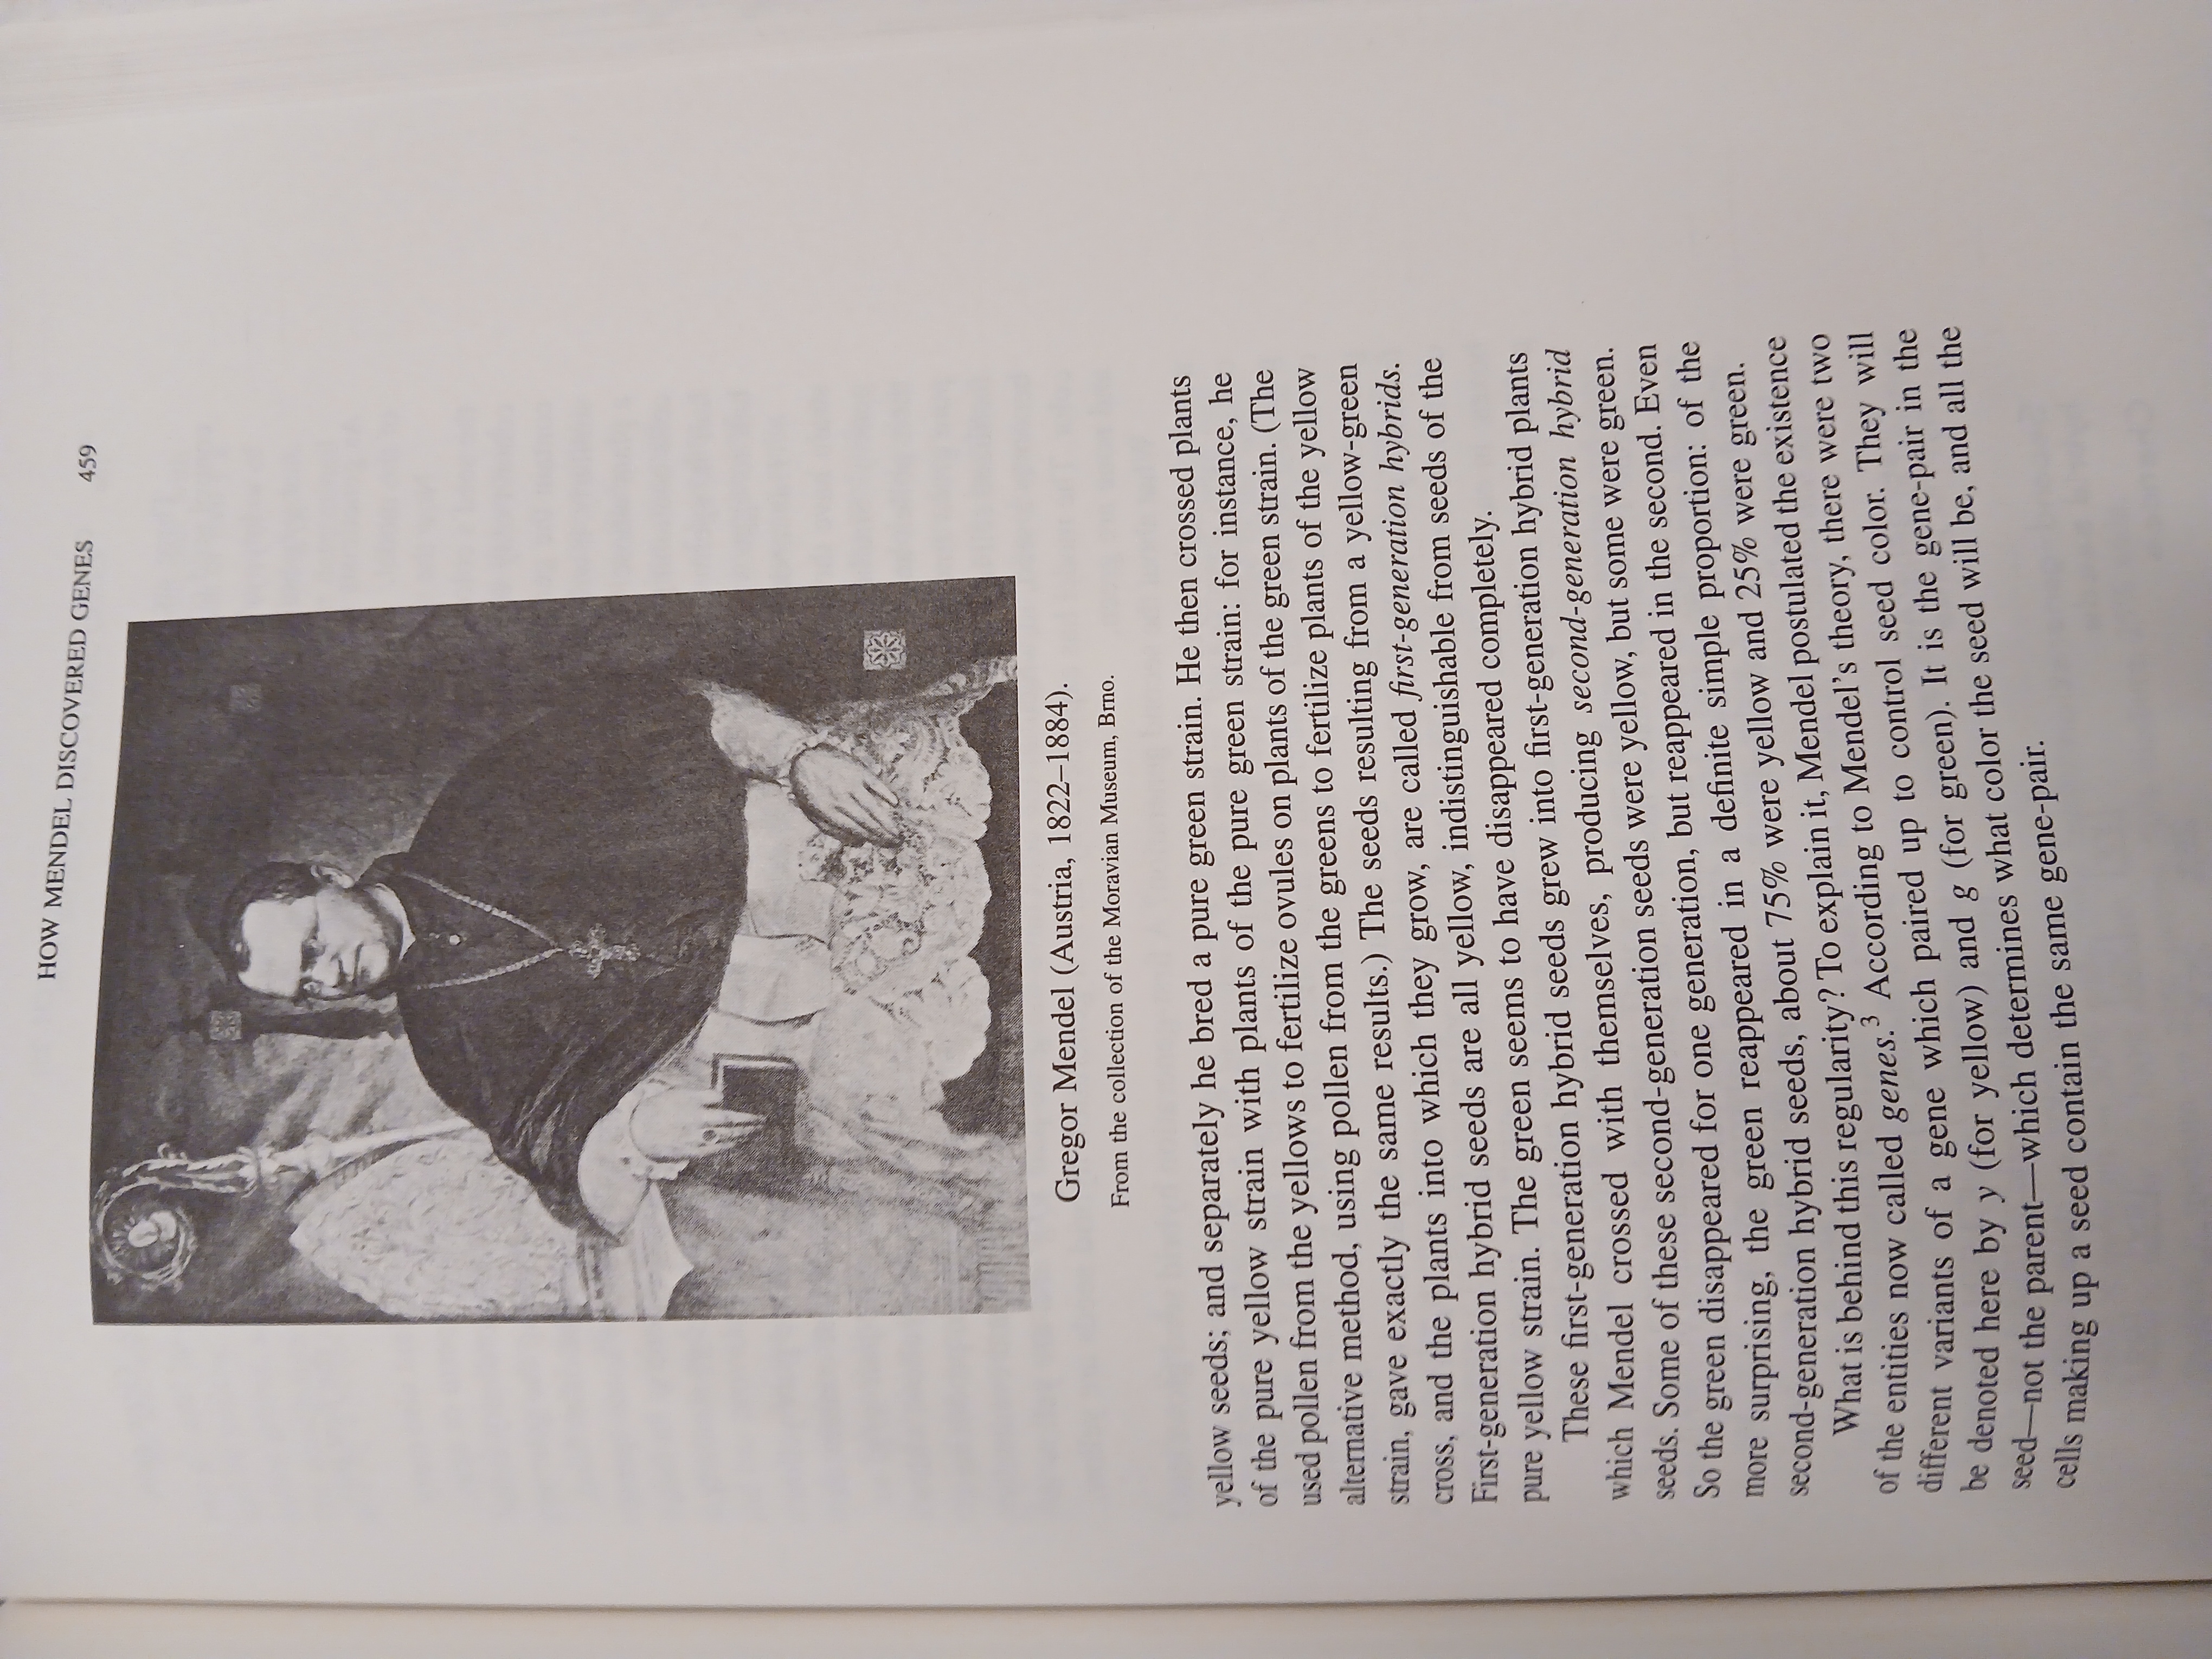 HOW MENDEL DISCOVERED GENES 459
Gregor Mendel (Austria, 1822–1884).
From the collection of the Moravian Museum, Brno.
yellow seeds; and separately he bred a pure green strain. He then crossed plants
of the pure yellow strain with plants of the pure green strain: for instance, he
used pollen from the yellows to fertilize ovules on plants of the green strain. (The
alternative method, using pollen from the greens to fertilize plants of the yellow
strain, gave exactly the same results.) The seeds resulting from a yellow-green
cross, and the plants into which they grow, are called first-generation hybrids.
First-generation hybrid seeds are all yellow, indistinguishable from seeds of the
pure yellow strain. The green seems to have disappeared completely.
These first-generation hybrid seeds grew into first-generation hybrid plants
which Mendel crossed with themselves, producing second-generation hybrid
seeds. Some of these second-generation seeds were yellow, but some were green.
So the green disappeared for one generation, but reappeared in the second. Even
more surprising, the green reappeared in a definite simple proportion: of the
second-generation hybrid seeds, about 75% were yellow and 25% were green.
What is behind this regularity? To explain it, Mendel postulated the existence
of the entities now called genes.³ According to Mendel's theory, there were two
different variants of a gene which paired up to control seed color. They will
be denoted here by y (for yellow) and g (for green). It is the gene-pair in the
seed—not the parent—which determines what color the seed will be, and all the
cells making up a seed contain the same gene-pair.